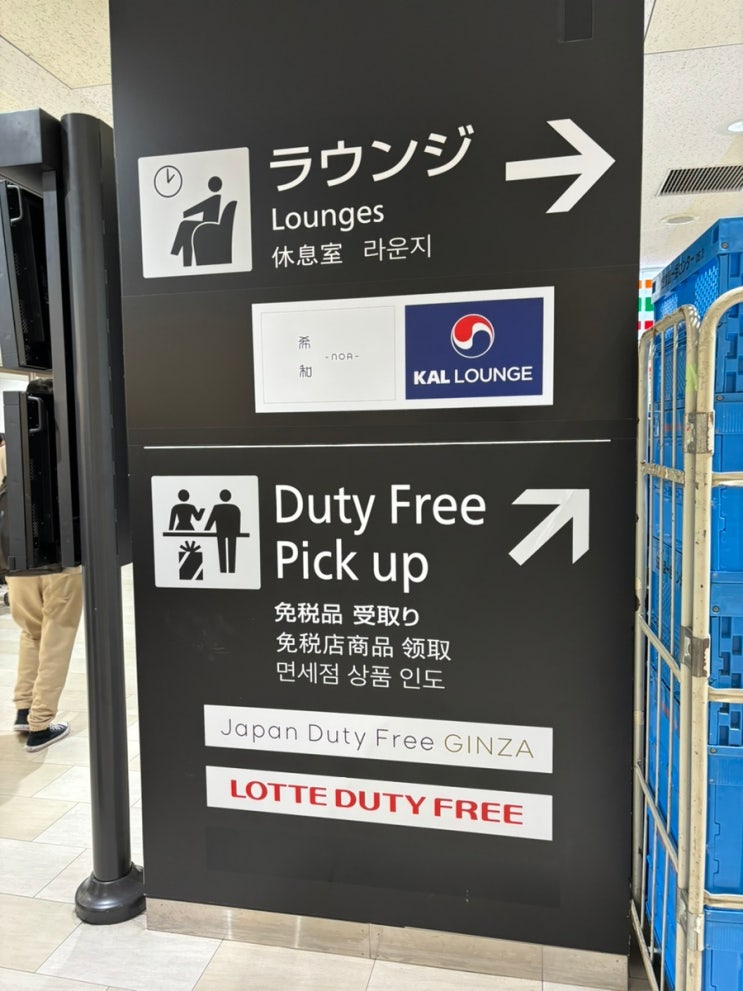 ラウンジ
Lounges
休息室 라운지
希和 -noa-
KAL LOUNGE
Duty Free
Pick up
免税品 受取り
免税店商品 领取
면세점 상품 인도
Japan Duty Free GINZA
LOTTE DUTY FREE